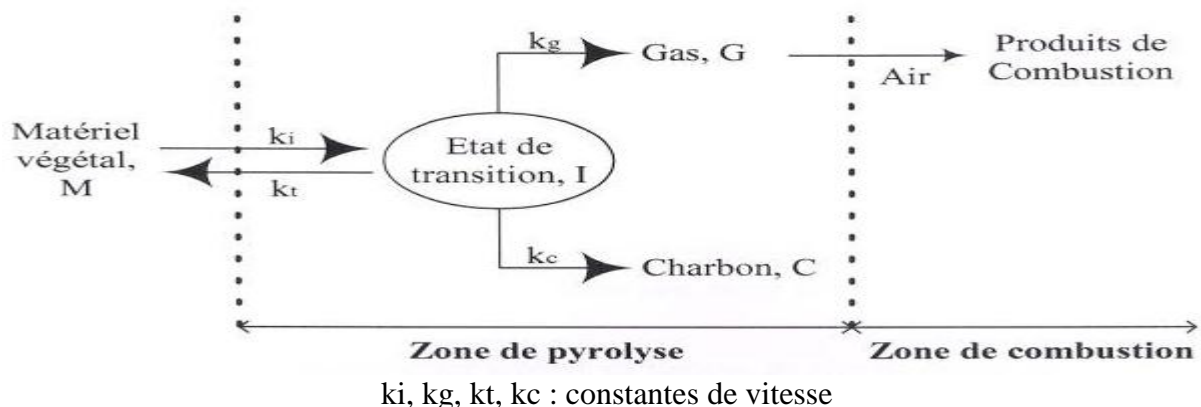 kg
Gas, G
Produits de
Combustion
Air
Matériel
végétal,
M
ki
kt
Etat de
transition, I
kc
Charbon, C
Zone de pyrolyse
Zone de combustion
ki, kg, kt, kc : constantes de vitesse